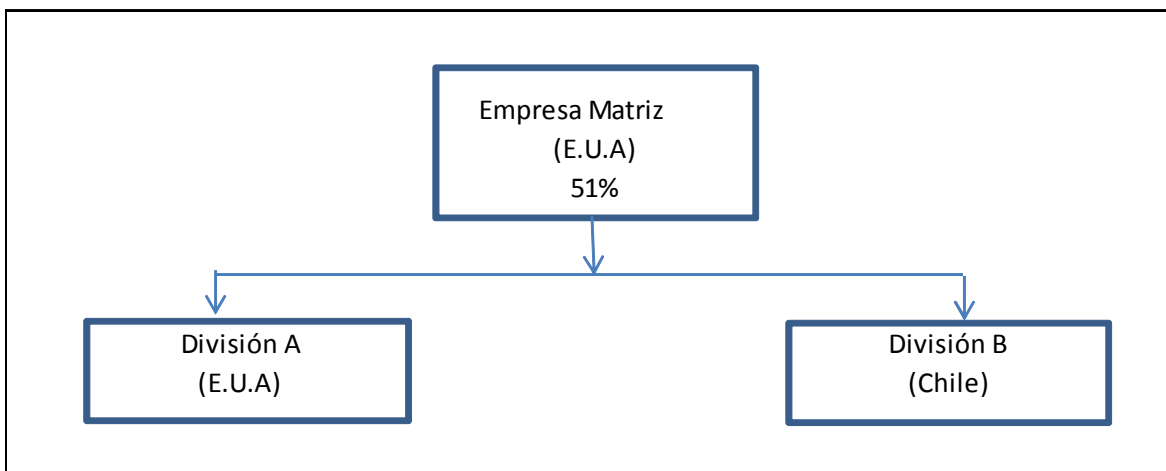 Empresa Matriz
(E.U.A)
51%
División A
(E.U.A)
División B
(Chile)